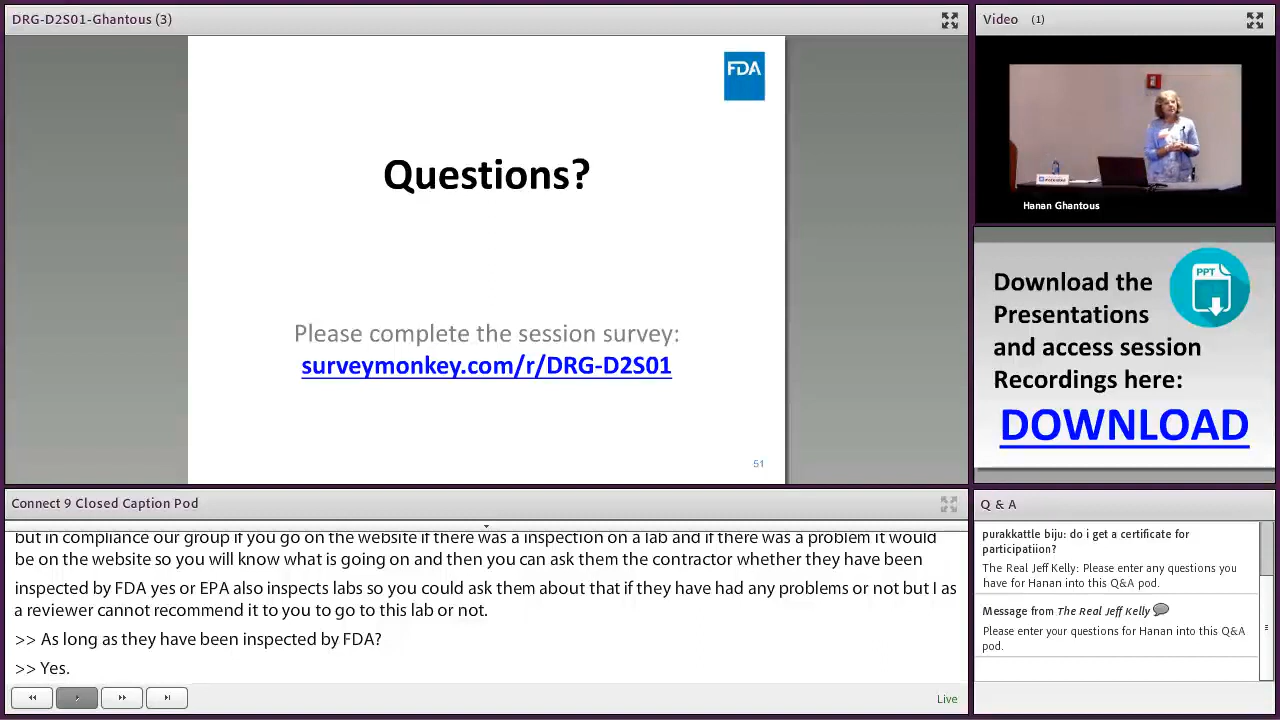 DRG-D2S01-Ghantous (3)
FDA
Questions?
Please complete the session survey:
surveymonkey.com/r/DRG-D2S01
51
Video (1)
Hanan Ghantous
PPT
Download the
Presentations
and access session
Recordings here:
DOWNLOAD
Connect 9 Closed Caption Pod
but in compliance our group if you go on the website if there was a inspection on a lab and if there was a problem it would
be on the website so you will know what is going on and then you can ask them the contractor whether they have been
inspected by FDA yes or EPA also inspects labs so you could ask them about that if they have had any problems or not but I as
a reviewer cannot recommend it to you to go to this lab or not.
>> As long as they have been inspected by FDA?
>> Yes.
Live
Q & A
purakkattle biju: do i get a certificate for
participatiion?
The Real Jeff Kelly: Please enter any questions you
have for Hanan into this Q&A pod.
Message from The Real Jeff Kelly
Please enter your questions for Hanan into this Q&A
pod.